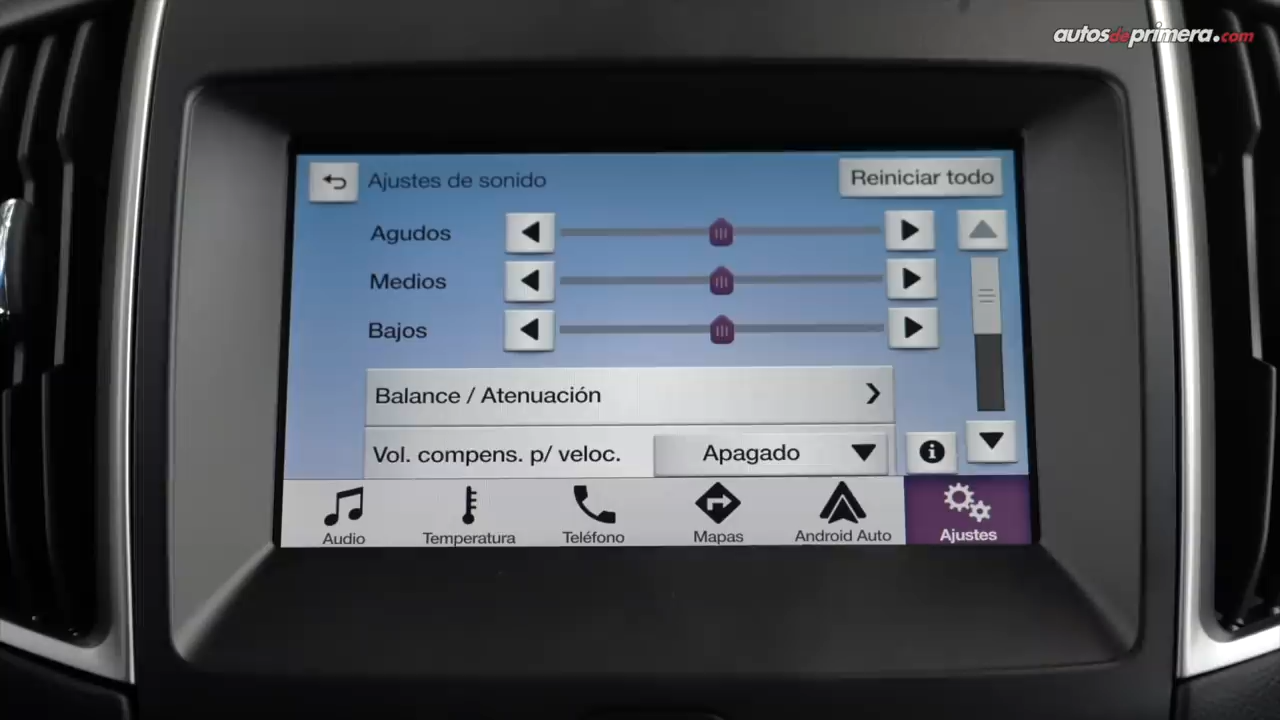 autosdeprimera.com
Ajustes de sonido
Reiniciar todo
Agudos
Medios
Bajos
Balance / Atenuación
Vol. compens. p/ veloc.
Apagado
Audio
Temperatura
Teléfono
Mapas
Android Auto
Ajustes